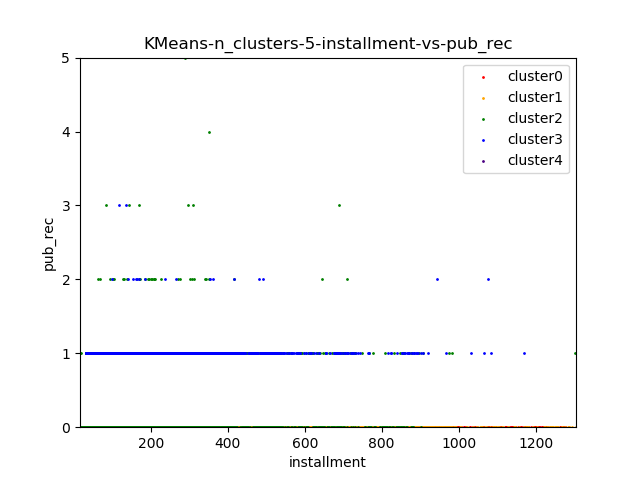 KMeans-n_clusters-5-installment-vs-pub_rec
5
4
3
2
1
0
pub_rec
200
400
600
800
1000
1200
installment
cluster0
cluster1
cluster2
cluster3
cluster4